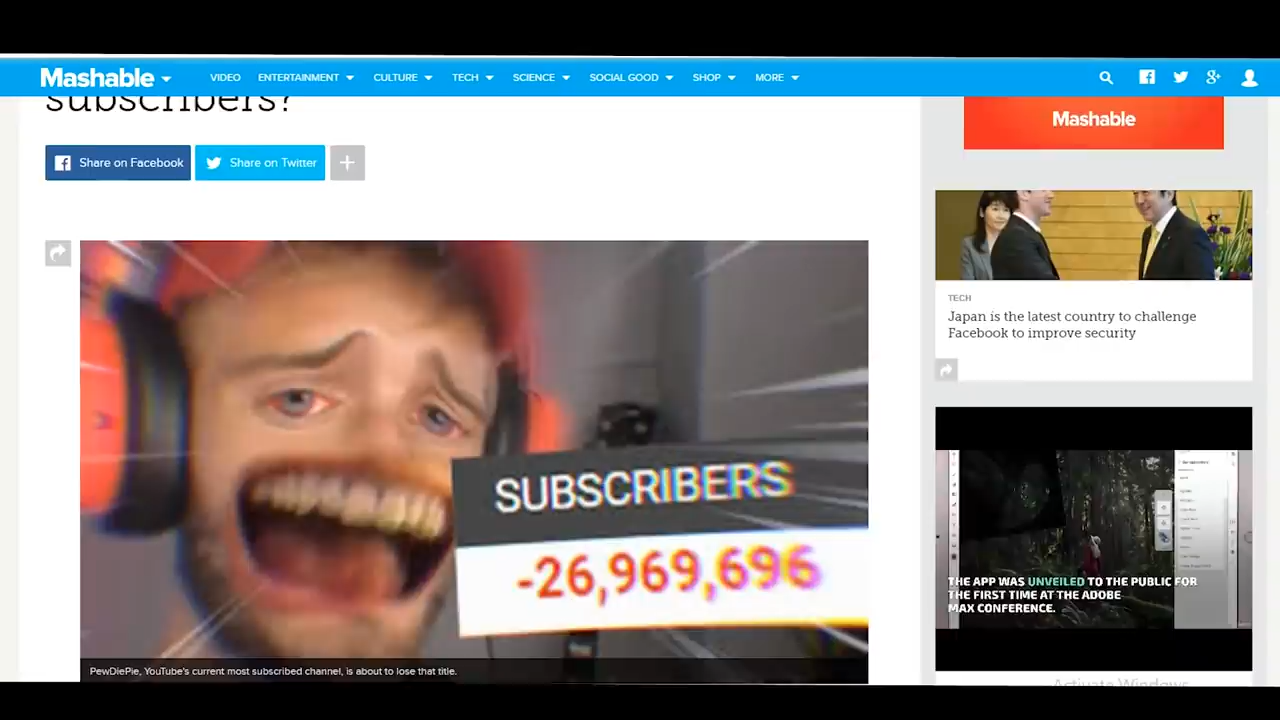 Mashable
VIDEO ENTERTAINMENT CULTURE TECH SCIENCE SOCIAL GOOD SHOP MORE
subscribers?
Share on Facebook
Share on Twitter
Mashable
TECH
Japan is the latest country to challenge
Facebook to improve security
SUBSCRIBERS
-26,969,696
THE APP WAS UNVEILED TO THE PUBLIC FOR
THE FIRST TIME AT THE ADOBE
MAX CONFERENCE.
PewDiePie, YouTube's current most subscribed channel, is about to lose that title.
Activate Windows